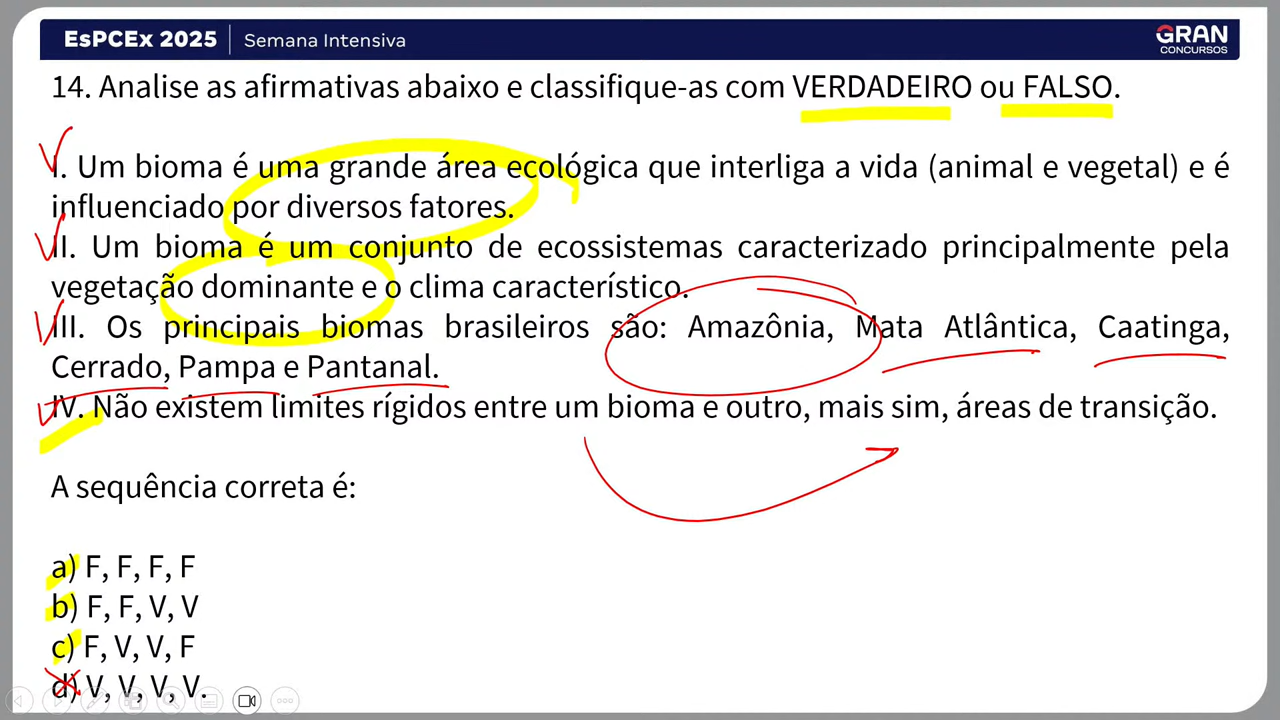 EsPCEx 2025 | Semana Intensiva
GRAN
CONCURSOS
14. Analise as afirmativas abaixo e classifique-as com VERDADEIRO ou FALSO.
I. Um bioma é uma grande área ecológica que interliga a vida (animal e vegetal) e é
influenciado por diversos fatores.
II. Um bioma é um conjunto de ecossistemas caracterizado principalmente pela
vegetação dominante e o clima característico.
III. Os principais biomas brasileiros são: Amazônia, Mata Atlântica, Caatinga,
Cerrado, Pampa e Pantanal.
IV. Não existem limites rígidos entre um bioma e outro, mais sim, áreas de transição.
A sequência correta é:
a) F, F, F, F
b) F, F, V, V
c) F, V, V, F
d) V, V, V, V.